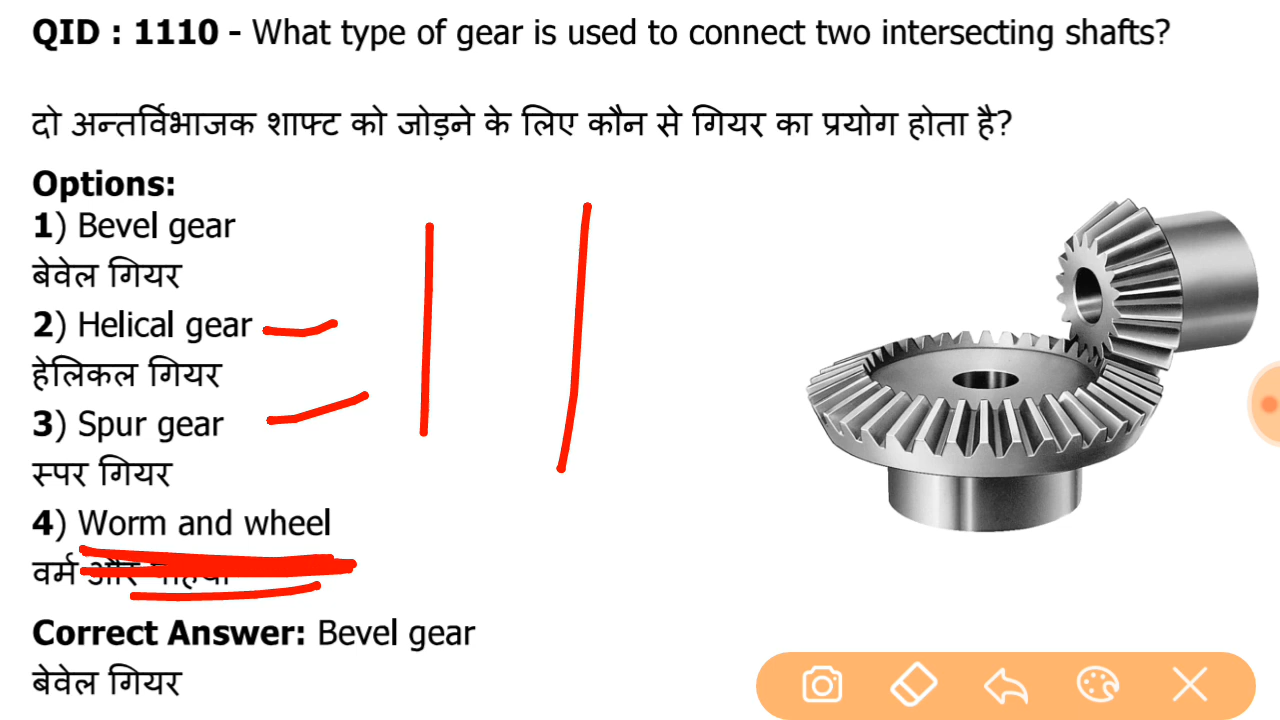 QID : 1110 - What type of gear is used to connect two intersecting shafts?
दो अन्तर्विभाजक शाफ्ट को जोड़ने के लिए कौन से गियर का प्रयोग होता है?
Options:
1) Bevel gear
बेवेल गियर
2) Helical gear
हेलिकल गियर
3) Spur gear
स्पर गियर
4) Worm and wheel
वर्म और पहिया
Correct Answer: Bevel gear
बेवेल गियर